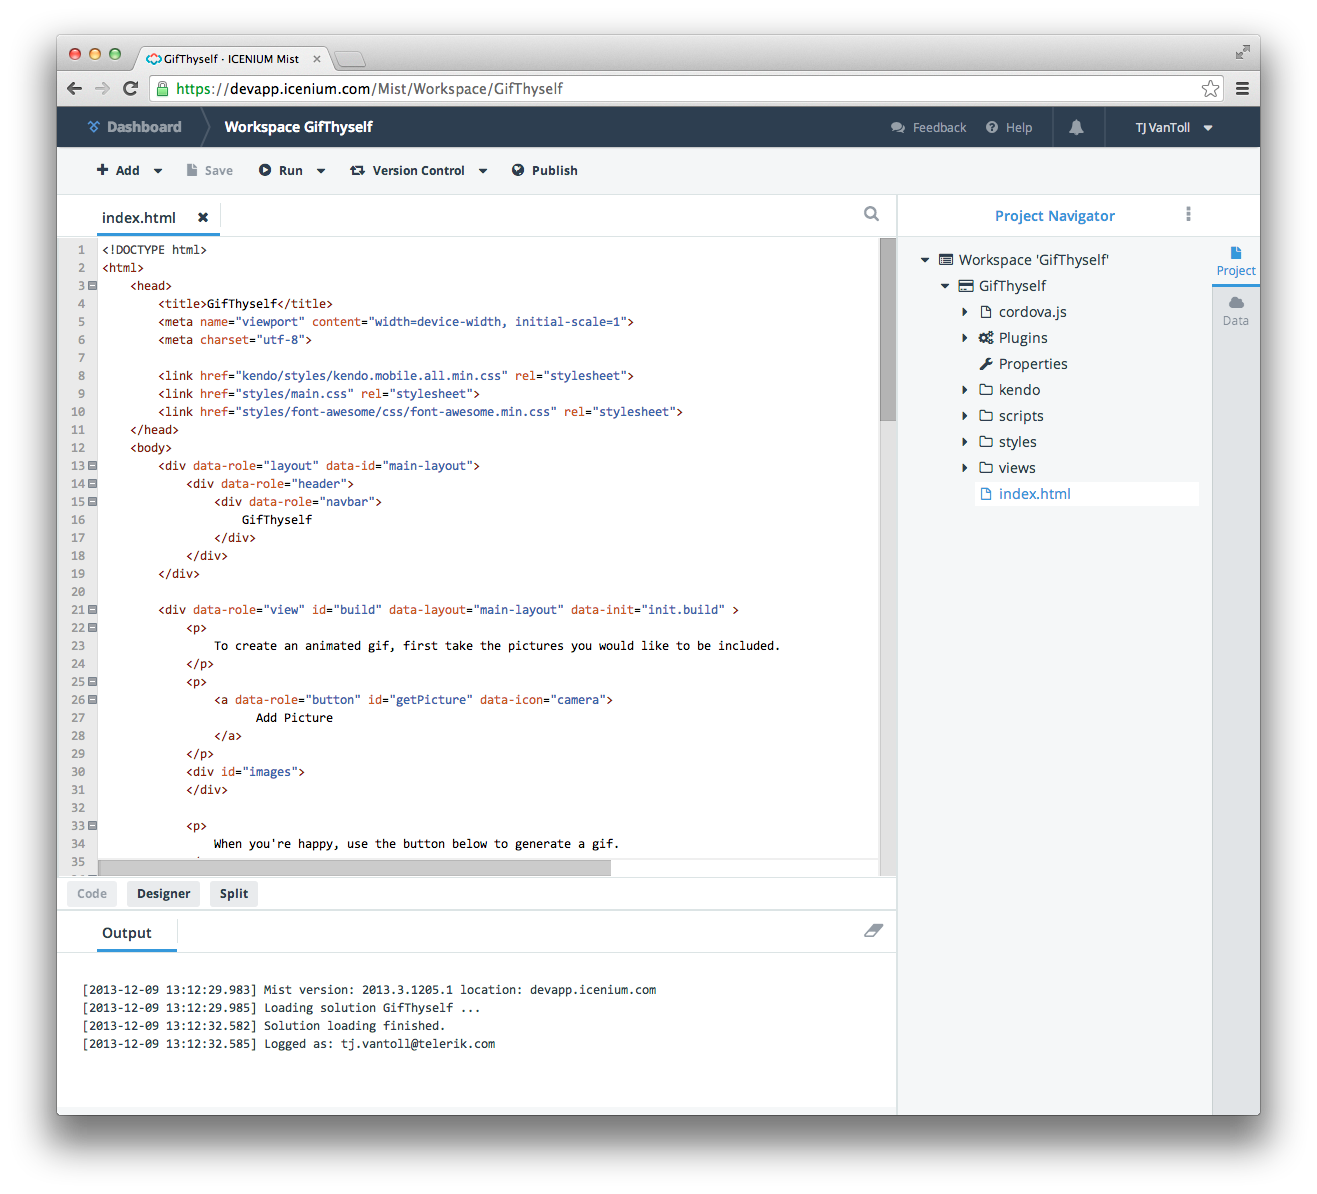 GifThyself - ICENIUM Mist
https://devapp.icenium.com/Mist/Workspace/GifThyself
Dashboard
Workspace GifThyself
Feedback
Help
TJ VanToll
Add
Save
Run
Version Control
Publish
index.html
1 <!DOCTYPE html>
2 <html>
3 <head>
4 <title>GifThyself</title>
5 <meta name="viewport" content="width=device-width, initial-scale=1">
6 <meta charset="utf-8">
7
8 <link href="kendo/styles/kendo.mobile.all.min.css" rel="stylesheet">
9 <link href="styles/main.css" rel="stylesheet">
10 <link href="styles/font-awesome/css/font-awesome.min.css" rel="stylesheet">
11 </head>
12 <body>
13 <div data-role="layout" data-id="main-layout">
14 <div data-role="header">
15 <div data-role="navbar">
16 GifThyself
17 </div>
18 </div>
19 </div>
20
21 <div data-role="view" id="build" data-layout="main-layout" data-init="init.build" >
22 <p>
23 To create an animated gif, first take the pictures you would like to be included.
24 </p>
25 <p>
26 <a data-role="button" id="getPicture" data-icon="camera">
27 Add Picture
28 </a>
29 </p>
30 <div id="images">
31 </div>
32
33 <p>
34 When you're happy, use the button below to generate a gif.
35
Code
Designer
Split
Output
[2013-12-09 13:12:29.983] Mist version: 2013.3.1205.1 location: devapp.icenium.com
[2013-12-09 13:12:29.985] Loading solution GifThyself ...
[2013-12-09 13:12:32.582] Solution loading finished.
[2013-12-09 13:12:32.585] Logged as: tj.vantoll@telerik.com
Project Navigator
Workspace 'GifThyself'
GifThyself
cordova.js
Plugins
Properties
kendo
scripts
styles
views
index.html
Project
Data